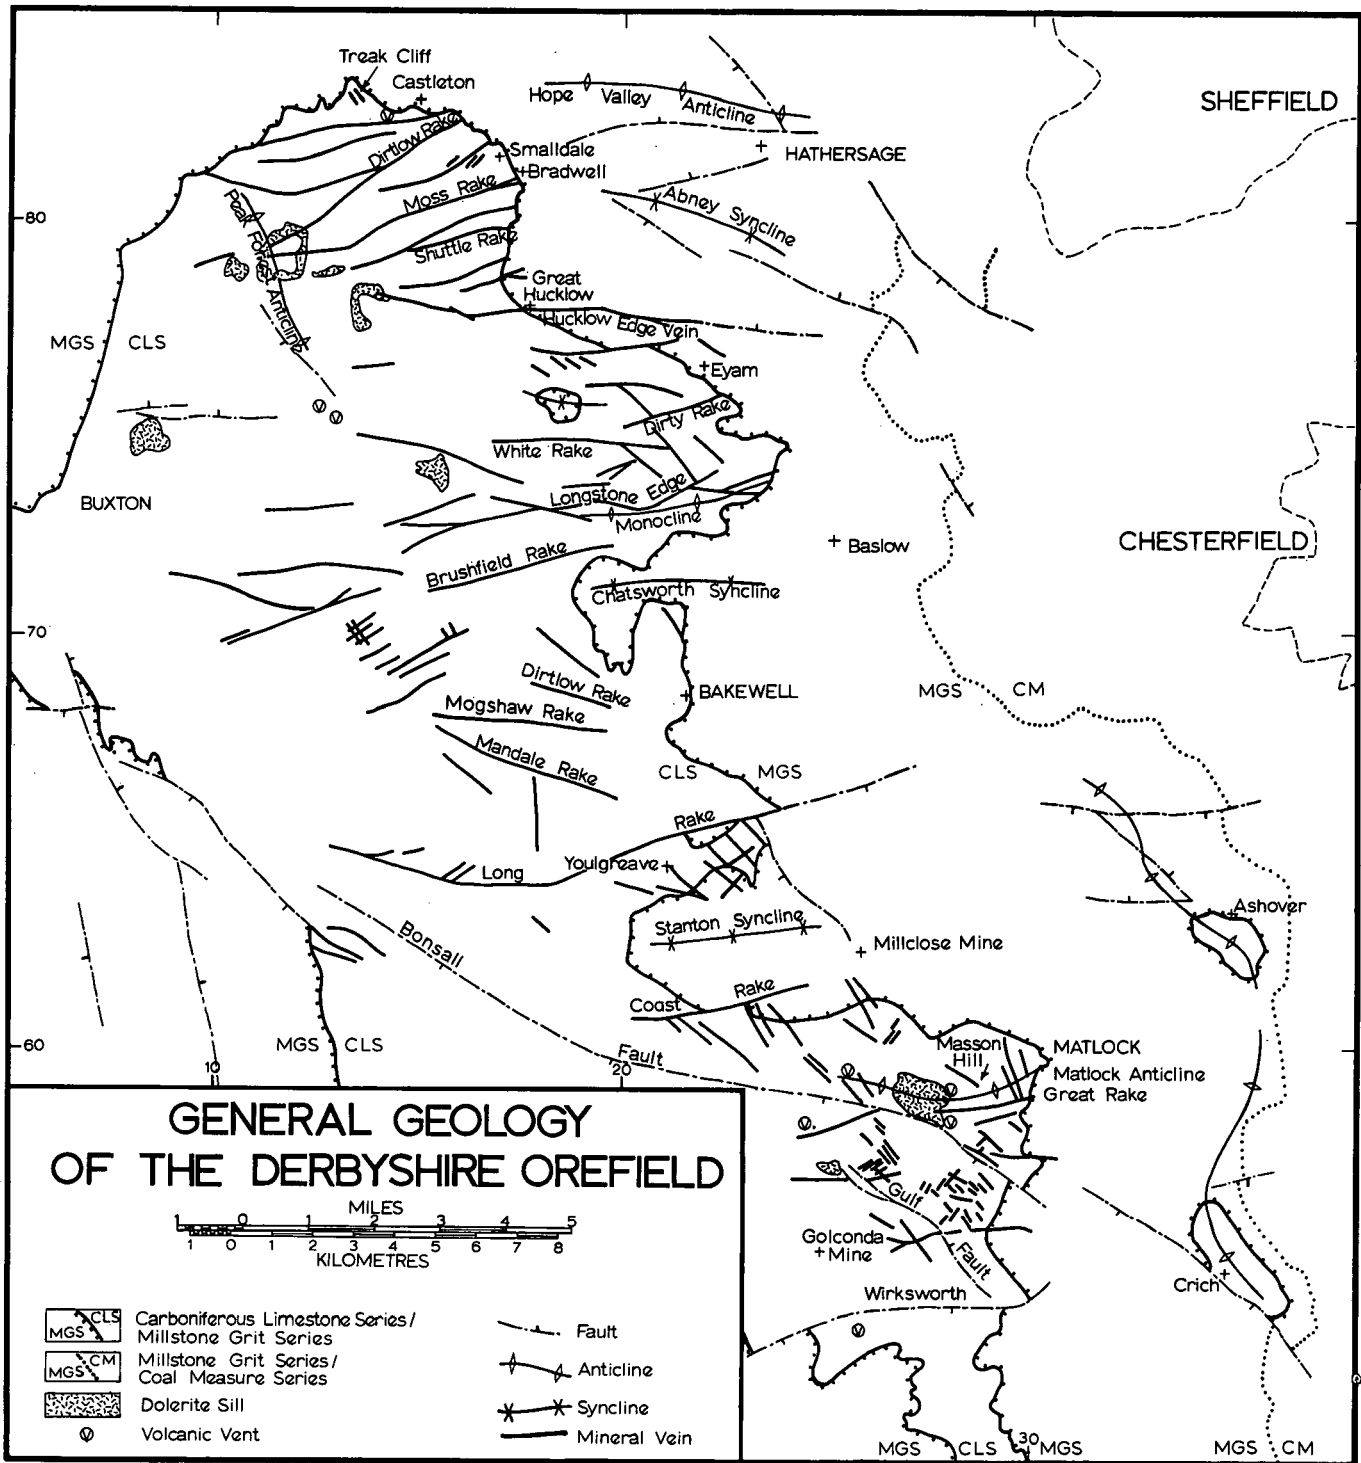 Treak Cliff
Castleton
Hope Valley Anticline
SHEFFIELD
Dirtlow Rake
Smalldale
Bradwell
HATHERSAGE
Moss Rake
Abney Syncline
80
Peak Forest Anticline
Shuttle Rake
Great
Hucklow
Hucklow Edge Vein
MGS CLS
Eyam
Dirty Rake
White Rake
BUXTON
Longstone Edge
Monocline
Baslow
CHESTERFIELD
Brushfield Rake
Chatsworth Syncline
70
Dirtlow Rake
BAKEWELL
MGS CM
Mogshaw Rake
Mandale Rake
CLS MGS
Long Rake
Youlgreave
Ashover
Stanton Syncline
Millclose Mine
Bonsall Fault
Coast Rake
60
MGS CLS
10
20
Masson
Hill
MATLOCK
Matlock Anticline
Great Rake
Gulf Fault
Golconda
Mine
Wirksworth
Crich
MGS CLS 30 MGS
MGS CM
GENERAL GEOLOGY
OF THE DERBYSHIRE OREFIELD
MILES
1 0 1 2 3 4 5
1 0 1 2 3 4 5 6 7 8
KILOMETRES
CLS
MGS
Carboniferous Limestone Series/
Millstone Grit Series
CM
MGS
Millstone Grit Series/
Coal Measure Series
Dolerite Sill
V Volcanic Vent
Fault
Anticline
Syncline
Mineral Vein